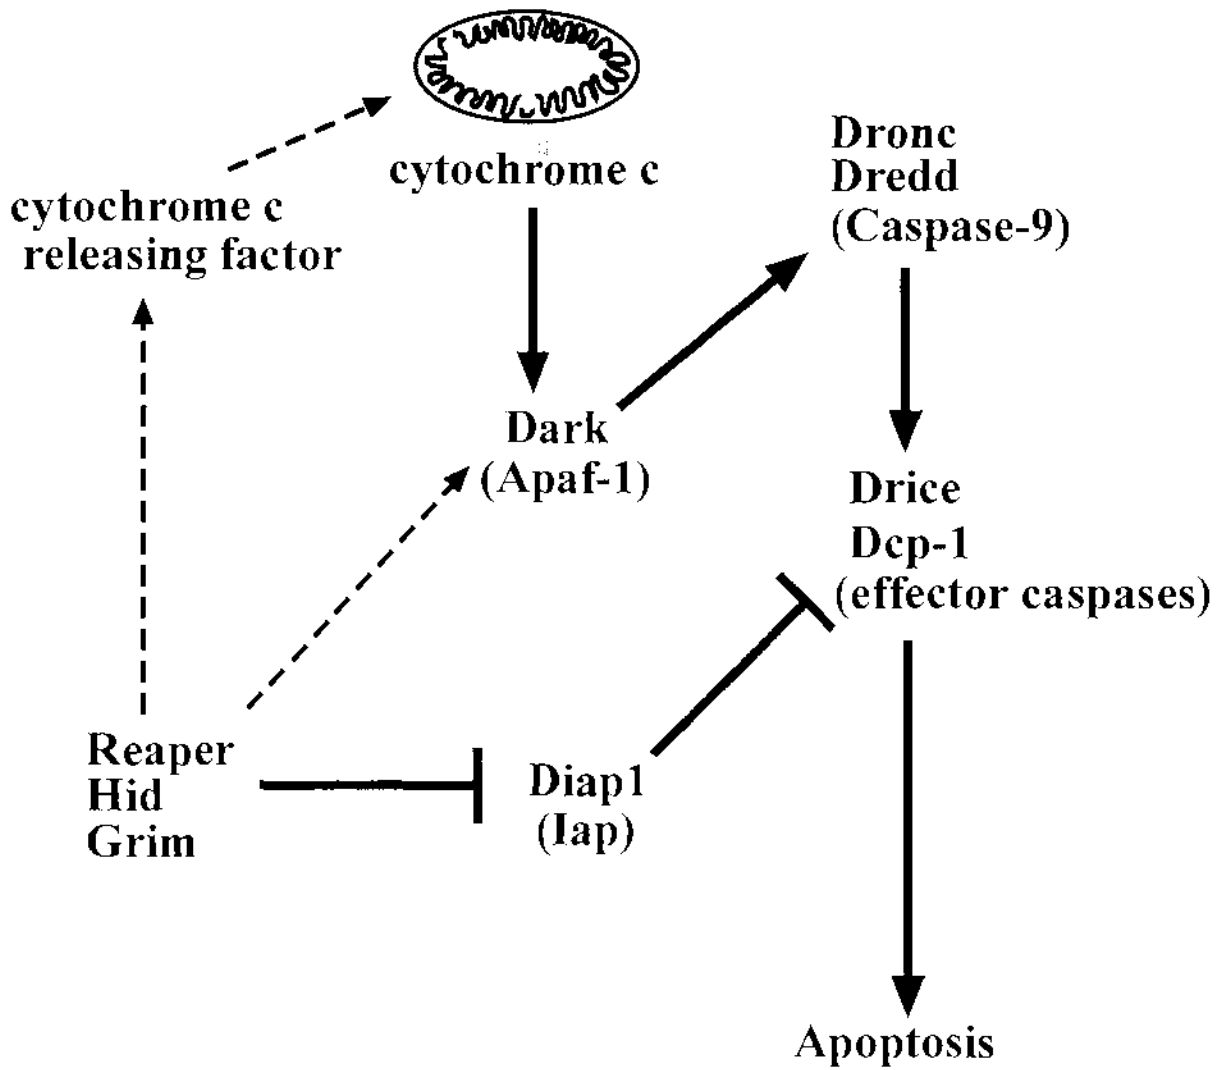 cytochrome c
cytochrome c
releasing factor
Dronc
Dredd
(Caspase-9)
Dark
(Apaf-1)
Drice
Dcp-1
(effector caspases)
Reaper
Hid
Grim
Diap1
(Iap)
Apoptosis